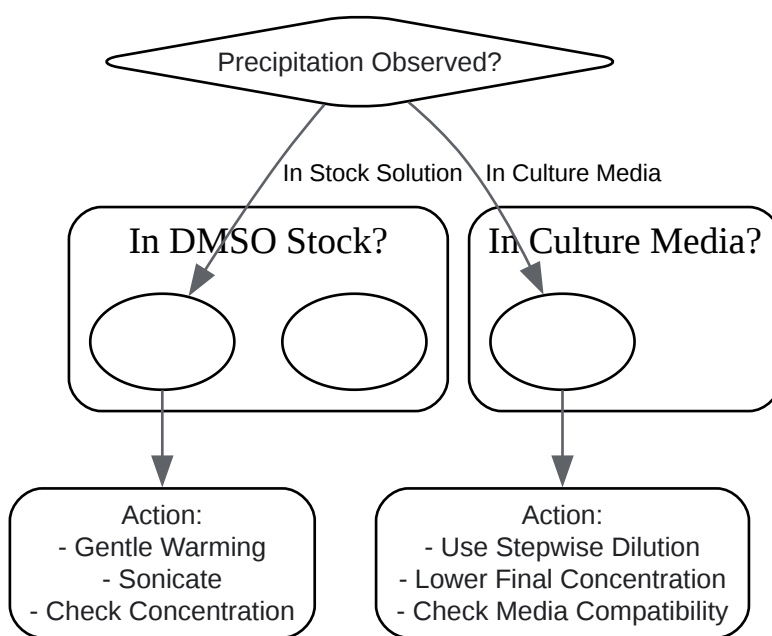 Precipitation Observed?
In Stock Solution
In Culture Media
In DMSO Stock?
In Culture Media?
Action:
- Gentle Warming
- Sonicate
- Check Concentration
Action:
- Use Stepwise Dilution
- Lower Final Concentration
- Check Media Compatibility